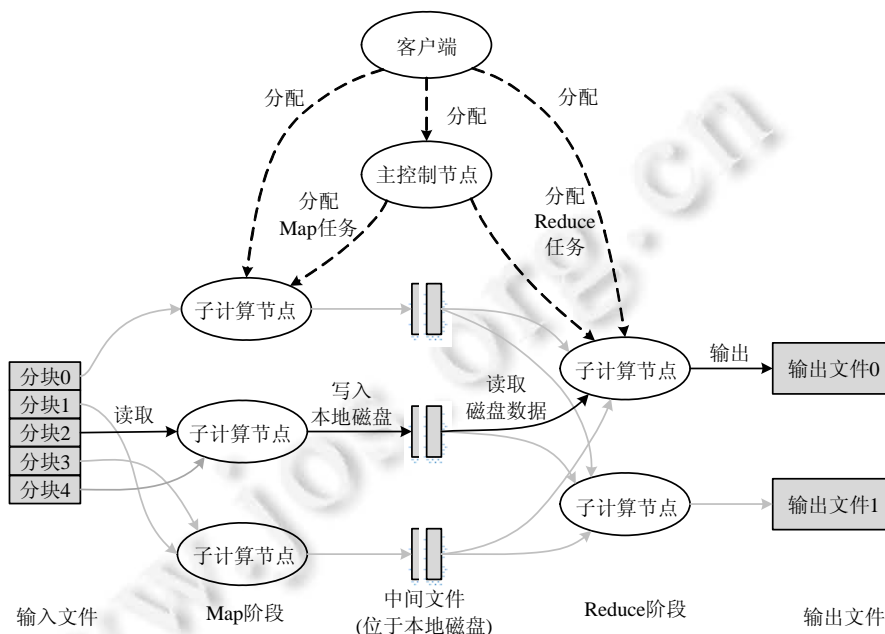 客户端
分配
分配
分配
主控制节点
分配
Map任务
分配
Reduce
任务
子计算节点
分块0
分块1
分块2
分块3
分块4
读取
子计算节点
写入
本地磁盘
读取
磁盘数据
子计算节点
输出
输出文件0
子计算节点
输出文件1
子计算节点
输入文件
Map阶段
中间文件
(位于本地磁盘)
Reduce阶段
输出文件
www.jos.org.cn